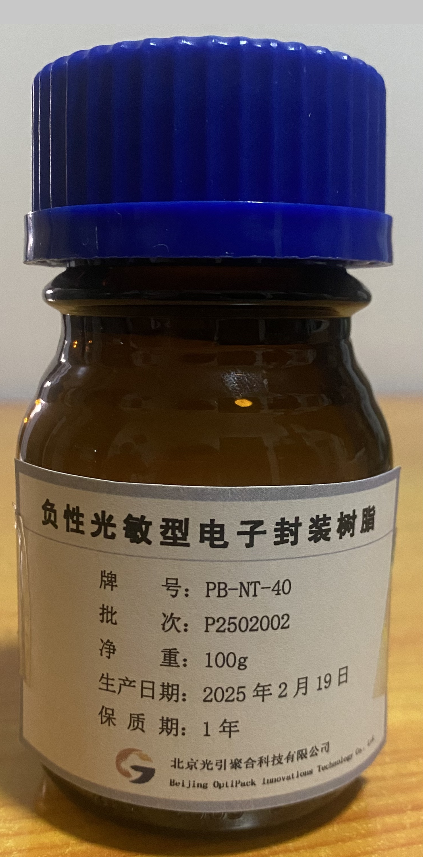 负性光敏型电子封装树脂
牌 号：PB-NT-40
批 次：P2502002
净 重：100g
生产日期：2025年2月19日
保 质 期：1年
北京光引聚合科技有限公司
Beijing OptiPack Innovations Technology Co., Ltd.